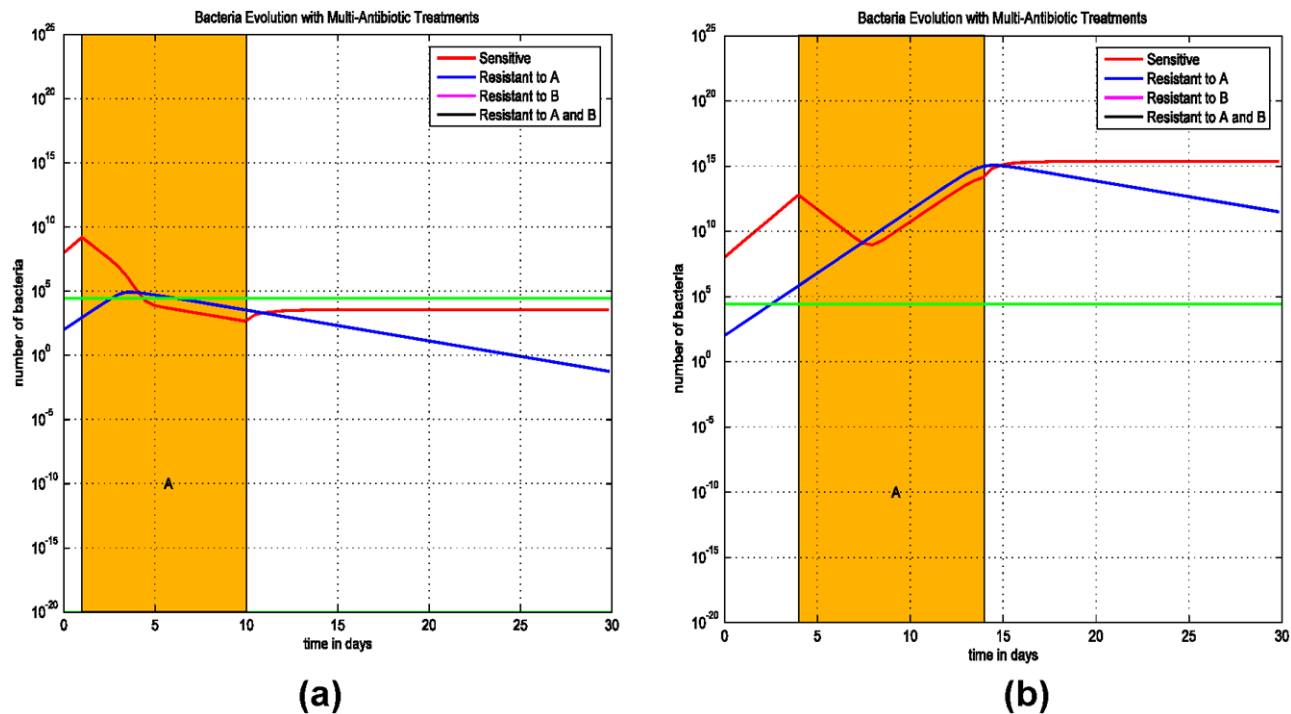 Bacteria Evolution with Multi-Antibiotic Treatments
10^25
10^20
10^15
10^10
10^5
10^0
10^-5
10^-10
10^-15
10^-20
number of bacteria
Sensitive
Resistant to A
Resistant to B
Resistant to A and B
A
0 5 10 15 20 25 30
time in days
(a)
Bacteria Evolution with Multi-Antibiotic Treatments
10^25
10^20
10^15
10^10
10^5
10^0
10^-5
10^-10
10^-15
10^-20
number of bacteria
Sensitive
Resistant to A
Resistant to B
Resistant to A and B
A
0 5 10 15 20 25 30
time in days
(b)